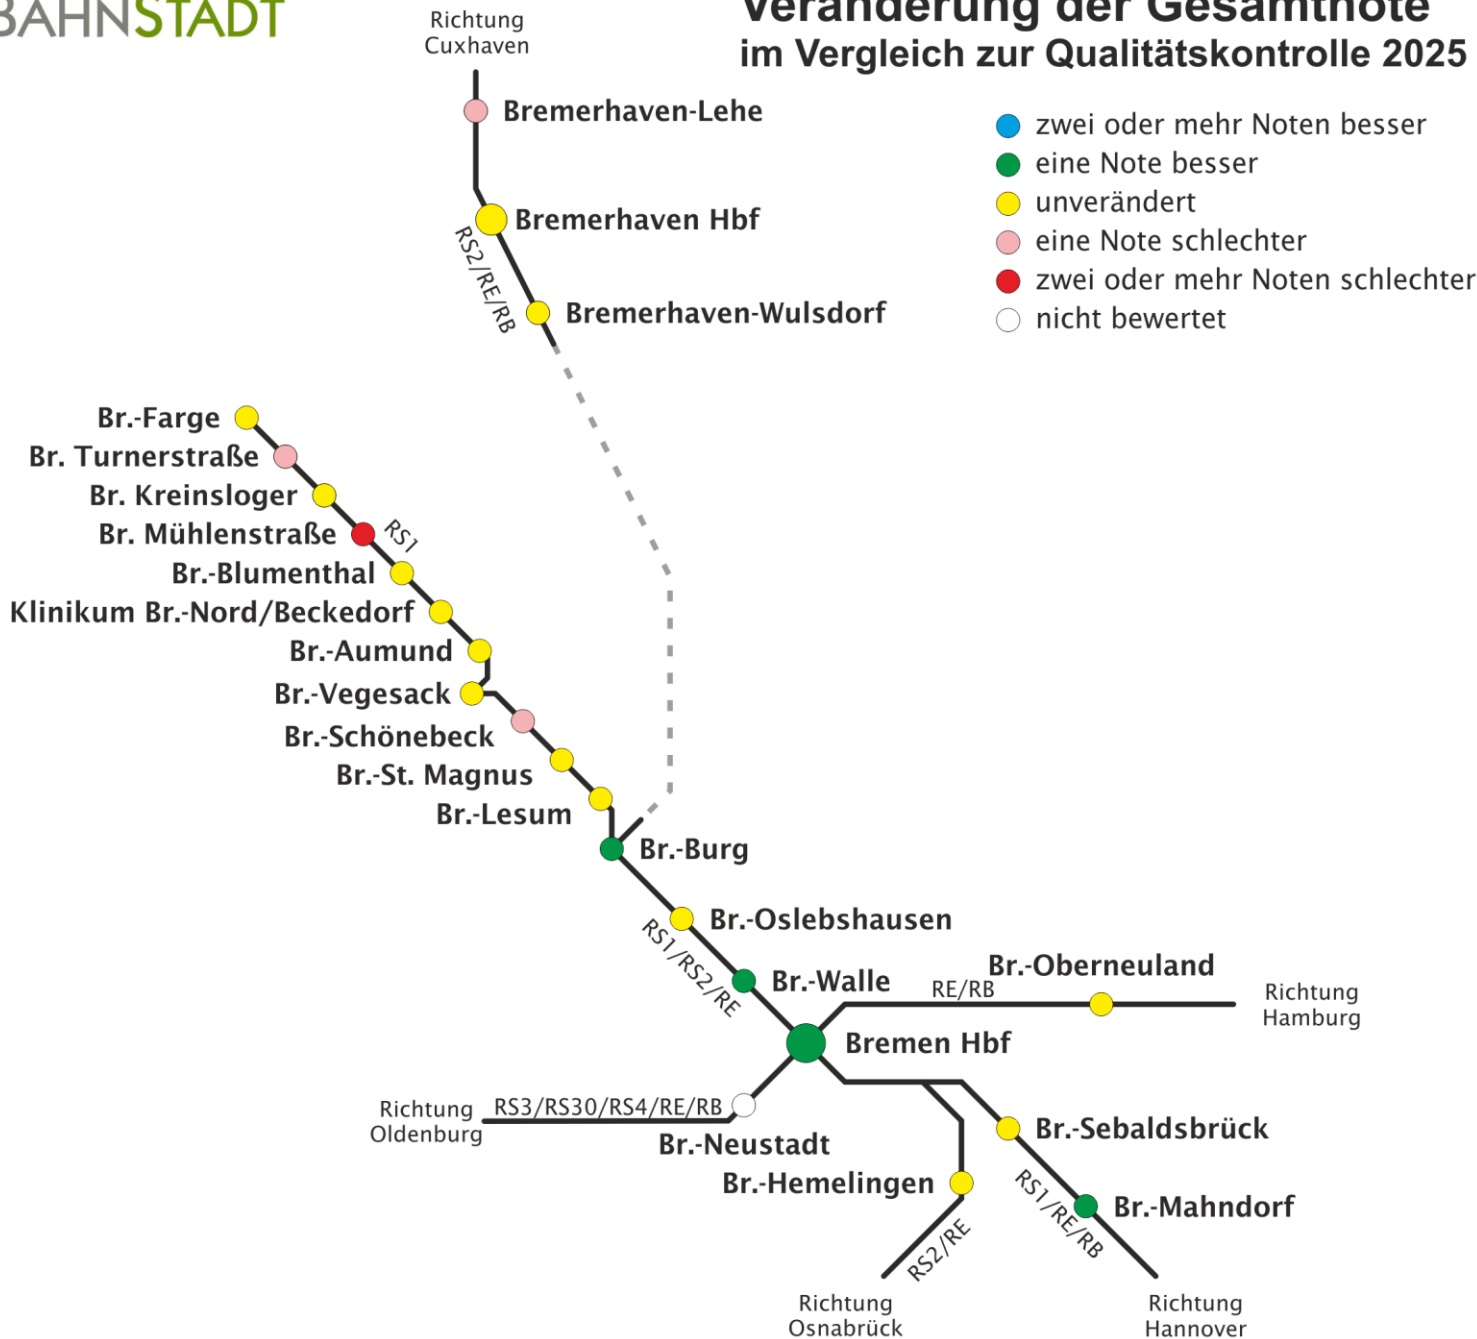 BAHNSTADT
Veränderung der Gesamtnote
im Vergleich zur Qualitätskontrolle 2025
zwei oder mehr Noten besser
eine Note besser
unverändert
eine Note schlechter
zwei oder mehr Noten schlechter
nicht bewertet
Richtung
Cuxhaven
Bremerhaven-Lehe
Bremerhaven Hbf
RS2/RE/RB
Bremerhaven-Wulsdorf
Br.-Farge
Br. Turnerstraße
Br. Kreinsloger
Br. Mühlenstraße
RS1
Br.-Blumenthal
Klinikum Br.-Nord/Beckedorf
Br.-Aumund
Br.-Vegesack
Br.-Schönebeck
Br.-St. Magnus
Br.-Lesum
Br.-Burg
Br.-Oslebshausen
RS1/RS2/RE
Br.-Walle
Br.-Oberneuland
RE/RB
Richtung
Hamburg
Bremen Hbf
Richtung
Oldenburg
RS3/RS30/RS4/RE/RB
Br.-Neustadt
Br.-Sebaldsbrück
Br.-Hemelingen
RS1/RE/RB
Br.-Mahndorf
RS2/RE
Richtung
Osnabrück
Richtung
Hannover